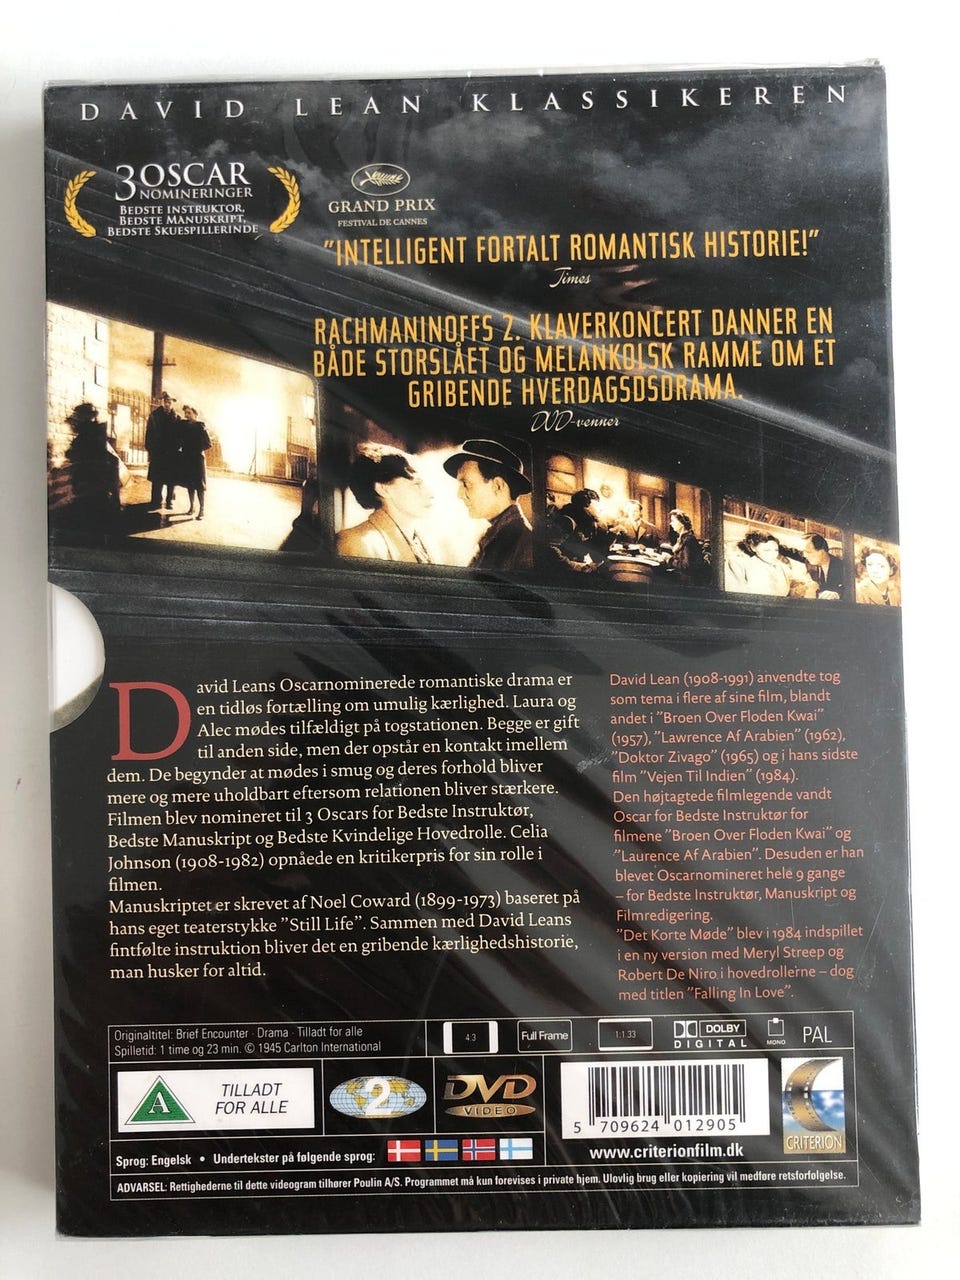 DAVID LEAN KLASSIKEREN
3 OSCAR
NOMINERINGER
BEDSTE INSTRUKTOR,
BEDSTE MANUSKRIPT,
BEDSTE SKUESPILLERINDE
GRAND PRIX
FESTIVAL DE CANNES
"INTELLIGENT FORTALT ROMANTISK HISTORIE!"
Times
RACHMANINOFFS 2. KLAVERKONCERT DANNER EN
BÅDE STORSLÅET OG MELANKOLSK RAMME OM ET
GRIBENDE HVERDAGSDSDRAMA.
DVD-venner
David Leans Oscarnominerede romantiske drama er
en tidløs fortælling om umulig kærlighed. Laura og
Alec mødes tilfældigt på togstationen. Begge er gift
til anden side, men der opstår en kontakt imellem
dem. De begynder at mødes i smug og deres forhold bliver
mere og mere uholdbart eftersom relationen bliver stærkere.
Filmen blev nomineret til 3 Oscars for Bedste Instruktør,
Bedste Manuskript og Bedste Kvindelige Hovedrolle. Celia
Johnson (1908-1982) opnåede en kritikerpris for sin rolle i
filmen.
Manuskriptet er skrevet af Noel Coward (1899-1973) baseret på
hans eget teaterstykke "Still Life". Sammen med David Leans
fintfølte instruktion bliver det en gribende kærlighedshistorie,
man husker for altid.
David Lean (1908-1991) anvendte tog
som tema i flere af sine film, blandt
andet i "Broen Over Floden Kwai"
(1957), "Lawrence Af Arabien" (1962),
"Doktor Zivago" (1965) og i hans sidste
film "Vejen Til Indien" (1984).
Den højtagtede filmlegende vandt
Oscar for Bedste Instruktør for
filmene "Broen Over Floden Kwai" og
"Laurence Af Arabien". Desuden er han
blevet Oscarnomineret hele 9 gange
– for Bedste Instruktør, Manuskript og
Filmredigering.
"Det Korte Møde" blev i 1984 indspillet
i en ny version med Meryl Streep og
Robert De Niro i hovedrollerne – dog
med titlen "Falling In Love".
Originaltitel: Brief Encounter · Drama · Tilladt for alle
Spilletid: 1 time og 23 min. © 1945 Carlton International
4:3
Full Frame
1:1.33
DOLBY
DIGITAL
MONO
PAL
A
TILLADT
FOR ALLE
2
DVD
VIDEO
5 709624 012905
www.criterionfilm.dk
CRITERION
Sprog: Engelsk • Undertekster på følgende sprog:
ADVARSEL: Rettighederne til dette videogram tilhører Poulin A/S. Programmet må kun forevises i private hjem. Ulovlig brug eller kopiering vil medføre retsforfølgelse.